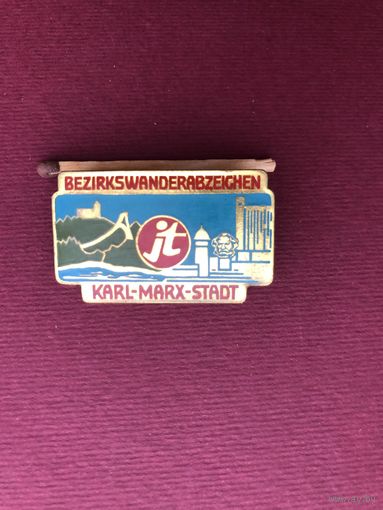 BEZIRKSWANDERABZEICHEN
jt
KARL-MARX-STADT